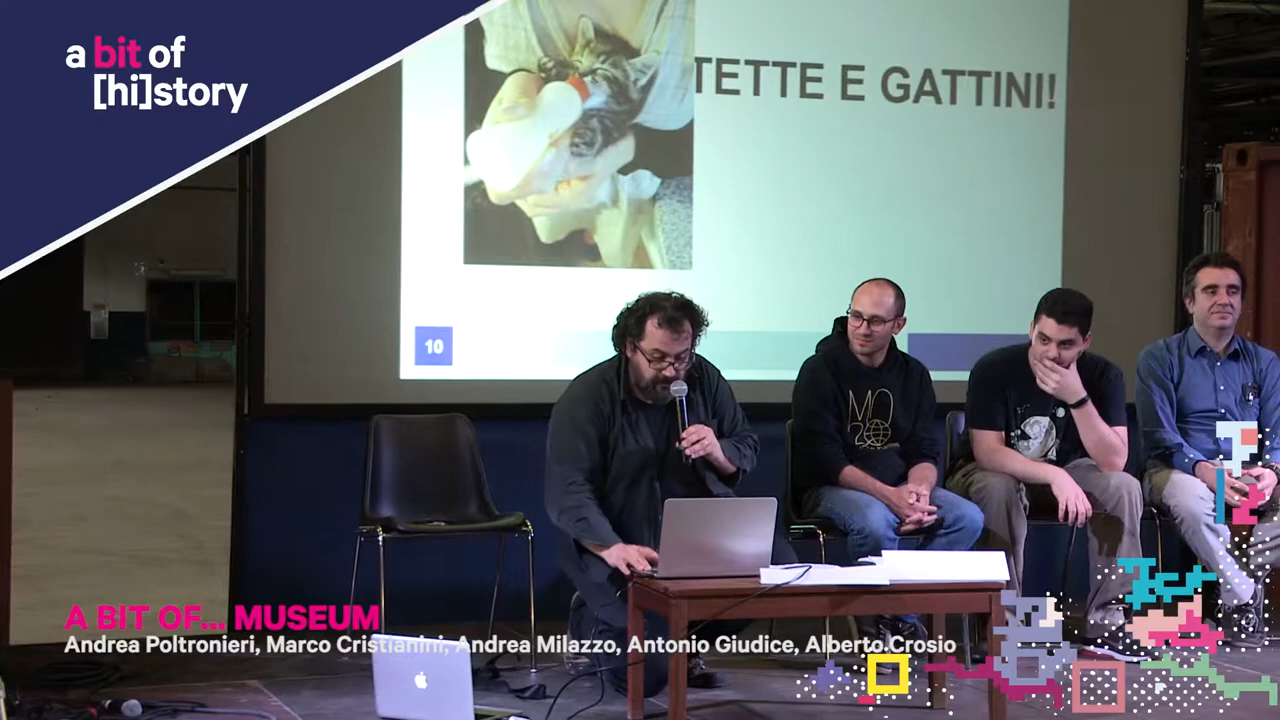 a bit of
[hi]story
TETTE E GATTINI!
10
MO
A BIT OF... MUSEUM
Andrea Poltronieri, Marco Cristianini, Andrea Milazzo, Antonio Giudice, Alberto Crosio